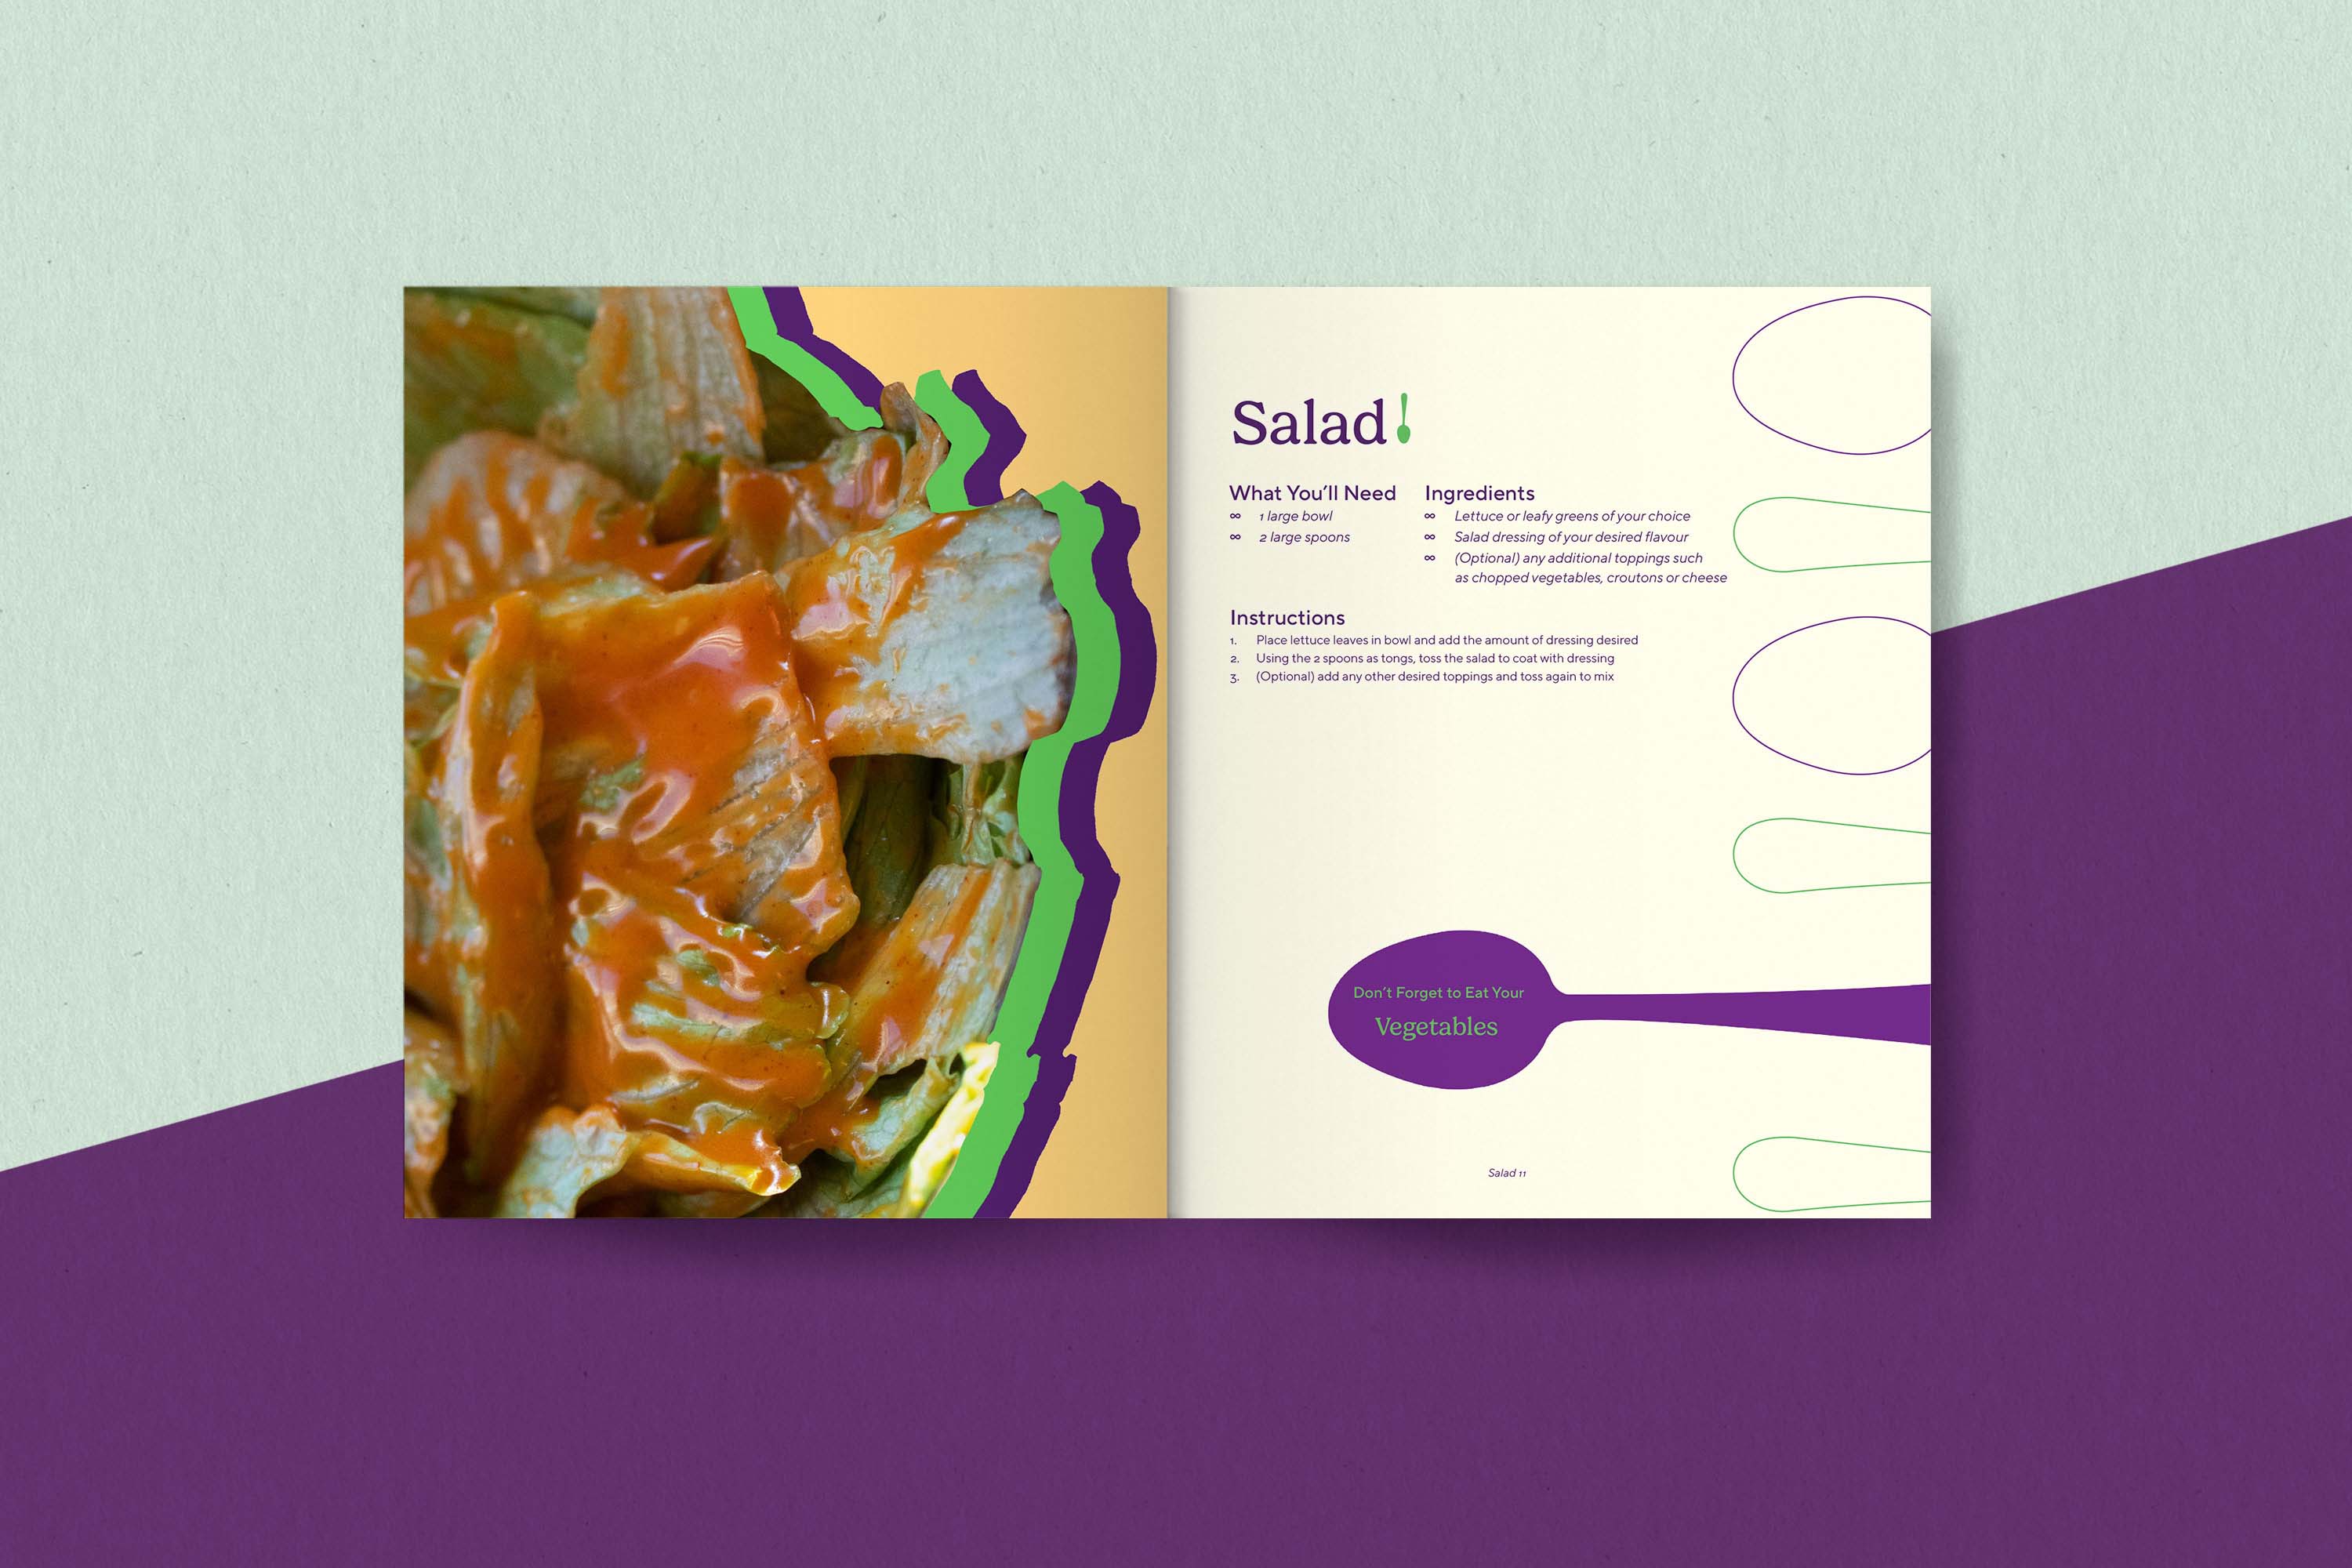 Salad!
What You'll Need
∞ 1 large bowl
∞ 2 large spoons
Ingredients
∞ Lettuce or leafy greens of your choice
∞ Salad dressing of your desired flavour
∞ (Optional) any additional toppings such
as chopped vegetables, croutons or cheese
Instructions
1. Place lettuce leaves in bowl and add the amount of dressing desired
2. Using the 2 spoons as tongs, toss the salad to coat with dressing
3. (Optional) add any other desired toppings and toss again to mix
Don't Forget to Eat Your
Vegetables
Salad 11